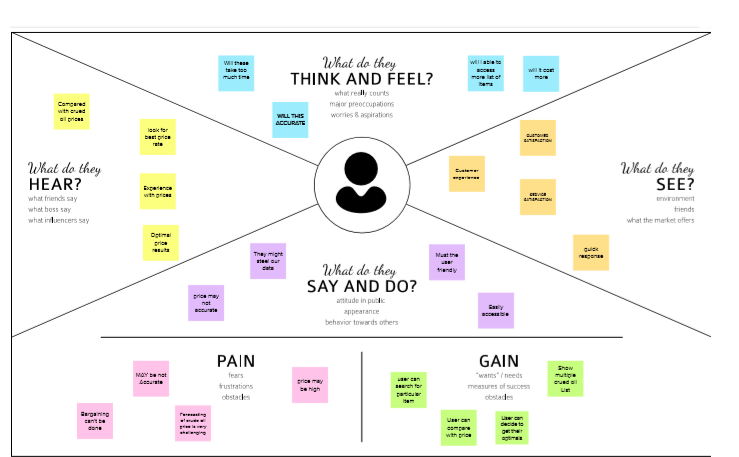 What do they
THINK AND FEEL?
what really counts
major preoccupations
worries & aspirations
Will these
take too
much time
WILL THIS
ACCURATE
will i able to
access
more list of
items
will it cost
more
What do they
HEAR?
what friends say
what boss say
what influencers say
Compared
with crued
oil prices
look for
best price
rate
Experience
with prices
Optimal
price
results
What do they
SEE?
environment
friends
what the market offers
CUSTOMER
SATISFACTION
Customer
experience
SERVICE
SATISFACTION
quick
response
What do they
SAY AND DO?
attitude in public
appearance
behavior towards others
They might
steel our
data
price may
not
accurate
Must the
user
friendly
Easily
accessible
PAIN
fears
frustrations
obstacles
MAY be not
Accurate
price may
be high
Bargaining
can't be
done
Forecasting
of crude oil
price is very
challenging
GAIN
"wants" / needs
measures of success
obstacles
user can
search for
particular
item
Show
multiple
crued oil
List
User can
compare
with price
User can
decide to
get their
optimals